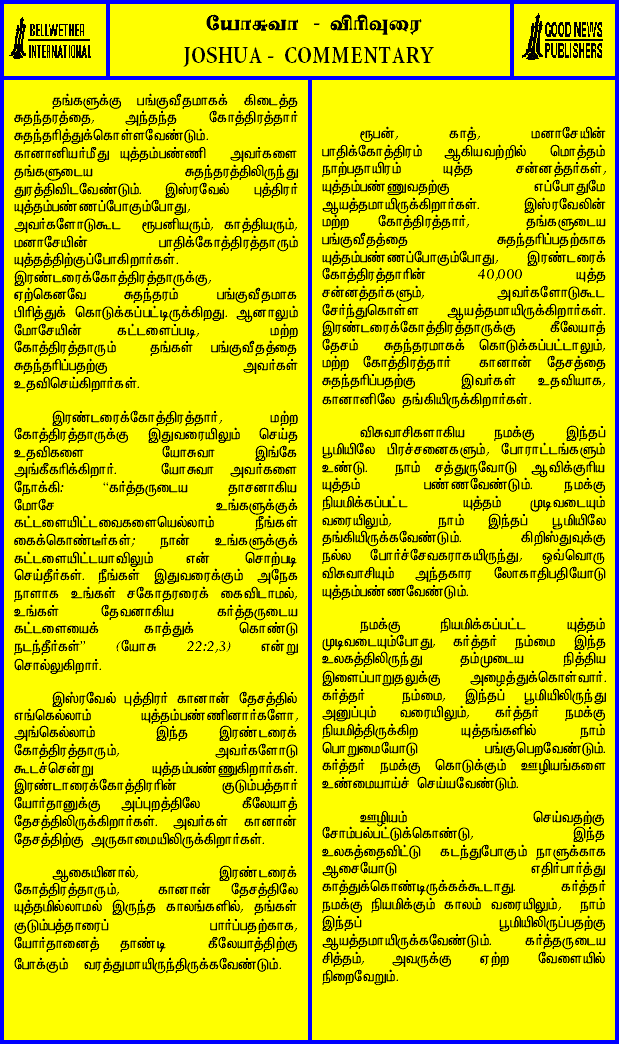 BELLWETHER
INTERNATIONAL
யோசுவா - விரிவுரை
JOSHUA - COMMENTARY
GOOD NEWS
PUBLISHERS
தங்களுக்கு பங்குவீதமாகக் கிடைத்த
சுதந்தரத்தை, அந்தந்த கோத்திரத்தார்
சுதந்தரித்துக்கொள்ளவேண்டும்.
கானானியர்மீது யுத்தம்பண்ணி அவர்களை
தங்களுடைய சுதந்தரத்திலிருந்து
துரத்திவிடவேண்டும். இஸ்ரவேல் புத்திரர்
யுத்தம்பண்ணப்போகும்போது,
அவர்களோடுகூட ரூபனியரும், காத்தியரும்,
மனாசேயின் பாதிக்கோத்திரத்தாரும்
யுத்தத்திற்குப்போகிறார்கள்.
இரண்டரைக்கோத்திரத்தாருக்கு,
ஏற்கெனவே சுதந்தரம் பங்குவீதமாக
பிரித்துக் கொடுக்கப்பட்டிருக்கிறது. ஆனாலும்
மோசேயின் கட்டளைப்படி, மற்ற
கோத்திரத்தாரும் தங்கள் பங்குவீதத்தை
சுதந்தரிப்பதற்கு அவர்கள்
உதவிசெய்கிறார்கள்.
இரண்டரைக்கோத்திரத்தார், மற்ற
கோத்திரத்தாருக்கு இதுவரையிலும் செய்த
உதவிகளை யோசுவா இங்கே
அங்கீகரிக்கிறார். யோசுவா அவர்களை
நோக்கி: "கர்த்தருடைய தாசனாகிய
மோசே உங்களுக்குக்
கட்டளையிட்டவைகளையெல்லாம் நீங்கள்
கைக்கொண்டீர்கள்; நான் உங்களுக்குக்
கட்டளையிட்டயாவிலும் என் சொற்படி
செய்தீர்கள். நீங்கள் இதுவரைக்கும் அநேக
நாளாக உங்கள் சகோதரரைக் கைவிடாமல்,
உங்கள் தேவனாகிய கர்த்தருடைய
கட்டளையைக் காத்துக் கொண்டு
நடந்தீர்கள்" (யோசு 22:2,3) என்று
சொல்லுகிறார்.
இஸ்ரவேல் புத்திரர் கானான் தேசத்தில்
எங்கெல்லாம் யுத்தம்பண்ணினார்களோ,
அங்கெல்லாம் இந்த இரண்டரைக்
கோத்திரத்தாரும், அவர்களோடு
கூடச்சென்று யுத்தம்பண்ணுகிறார்கள்.
இரண்டாரைக்கோத்திரரின் குடும்பத்தார்
யோர்தானுக்கு அப்புறத்திலே கீலேயாத்
தேசத்திலிருக்கிறார்கள். அவர்கள் கானான்
தேசத்திற்கு அருகாமையிலிருக்கிறார்கள்.
ஆகையினால், இரண்டரைக்
கோத்திரத்தாரும், கானான் தேசத்திலே
யுத்தமில்லாமல் இருந்த காலங்களில், தங்கள்
குடும்பத்தாரைப் பார்ப்பதற்காக,
யோர்தானைத் தாண்டி கீலேயாத்திற்கு
போக்கும் வரத்துமாயிருந்திருக்கவேண்டும்.
ரூபன், காத், மனாசேயின்
பாதிக்கோத்திரம் ஆகியவற்றில் மொத்தம்
நாற்பதாயிரம் யுத்த சன்னத்தர்கள்,
யுத்தம்பண்ணுவதற்கு எப்போதுமே
ஆயத்தமாயிருக்கிறார்கள். இஸ்ரவேலின்
மற்ற கோத்திரத்தார், தங்களுடைய
பங்குவீதத்தை சுதந்தரிப்பதற்காக
யுத்தம்பண்ணப்போகும்போது, இரண்டரைக்
கோத்திரத்தாரின் 40,000 யுத்த
சன்னத்தர்களும், அவர்களோடுகூட
சேர்ந்துகொள்ள ஆயத்தமாயிருக்கிறார்கள்.
இரண்டரைக்கோத்திரத்தாருக்கு கீலேயாத்
தேசம் சுதந்தரமாகக் கொடுக்கப்பட்டாலும்,
மற்ற கோத்திரத்தார் கானான் தேசத்தை
சுதந்தரிப்பதற்கு இவர்கள் உதவியாக,
கானானிலே தங்கியிருக்கிறார்கள்.
விசுவாசிகளாகிய நமக்கு இந்தப்
பூமியிலே பிரச்சனைகளும், போராட்டங்களும்
உண்டு. நாம் சத்துருவோடு ஆவிக்குரிய
யுத்தம் பண்ணவேண்டும். நமக்கு
நியமிக்கப்பட்ட யுத்தம் முடிவடையும்
வரையிலும், நாம் இந்தப் பூமியிலே
தங்கியிருக்கவேண்டும். கிறிஸ்துவுக்கு
நல்ல போர்ச்சேவகராகயிருந்து, ஒவ்வொரு
விசுவாசியும் அந்தகார லோகாதிபதியோடு
யுத்தம்பண்ணவேண்டும்.
நமக்கு நியமிக்கப்பட்ட யுத்தம்
முடிவடையும்போது, கர்த்தர் நம்மை இந்த
உலகத்திலிருந்து தம்முடைய நித்திய
இளைப்பாறுதலுக்கு அழைத்துக்கொள்வார்.
கர்த்தர் நம்மை, இந்தப் பூமியிலிருந்து
அனுப்பும் வரையிலும், கர்த்தர் நமக்கு
நியமித்திருக்கிற யுத்தங்களில் நாம்
பொறுமையோடு பங்குபெறவேண்டும்.
கர்த்தர் நமக்கு கொடுக்கும் ஊழியங்களை
உண்மையாய்ச் செய்யவேண்டும்.
ஊழியம் செய்வதற்கு
சோம்பல்பட்டுக்கொண்டு, இந்த
உலகத்தைவிட்டு கடந்துபோகும் நாளுக்காக
ஆசையோடு எதிர்பார்த்து
காத்துக்கொண்டிருக்கக்கூடாது. கர்த்தர்
நமக்கு நியமிக்கும் காலம் வரையிலும், நாம்
இந்தப் பூமியிலிருப்பதற்கு
ஆயத்தமாயிருக்கவேண்டும். கர்த்தருடைய
சித்தம், அவருக்கு ஏற்ற வேளையில்
நிறைவேறும்.